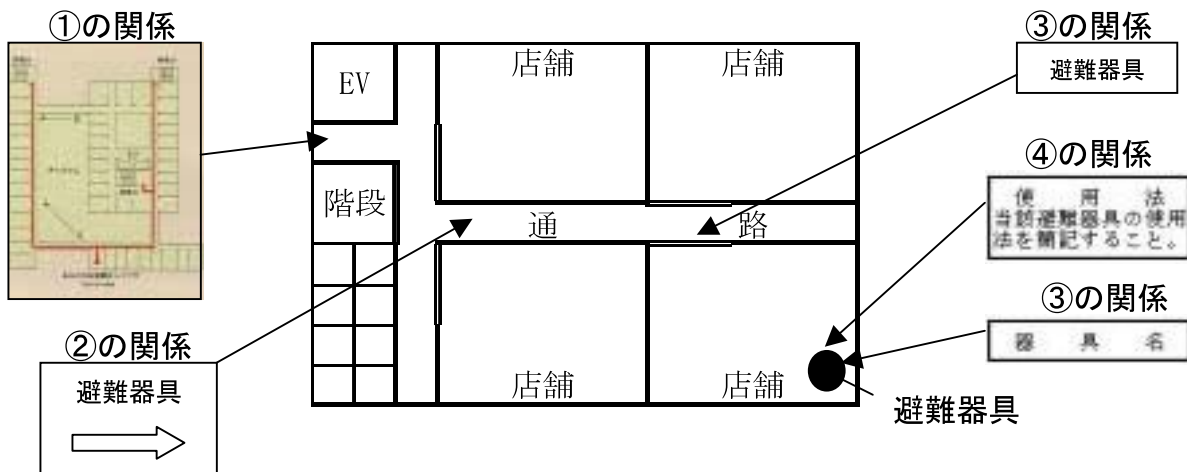 ①の関係
③の関係
避難器具
EV
店舗
店舗
④の関係
使用法
当該避難器具の使用
法を簡記すること。
階段
通路
③の関係
器具名
②の関係
避難器具
店舗
店舗
避難器具